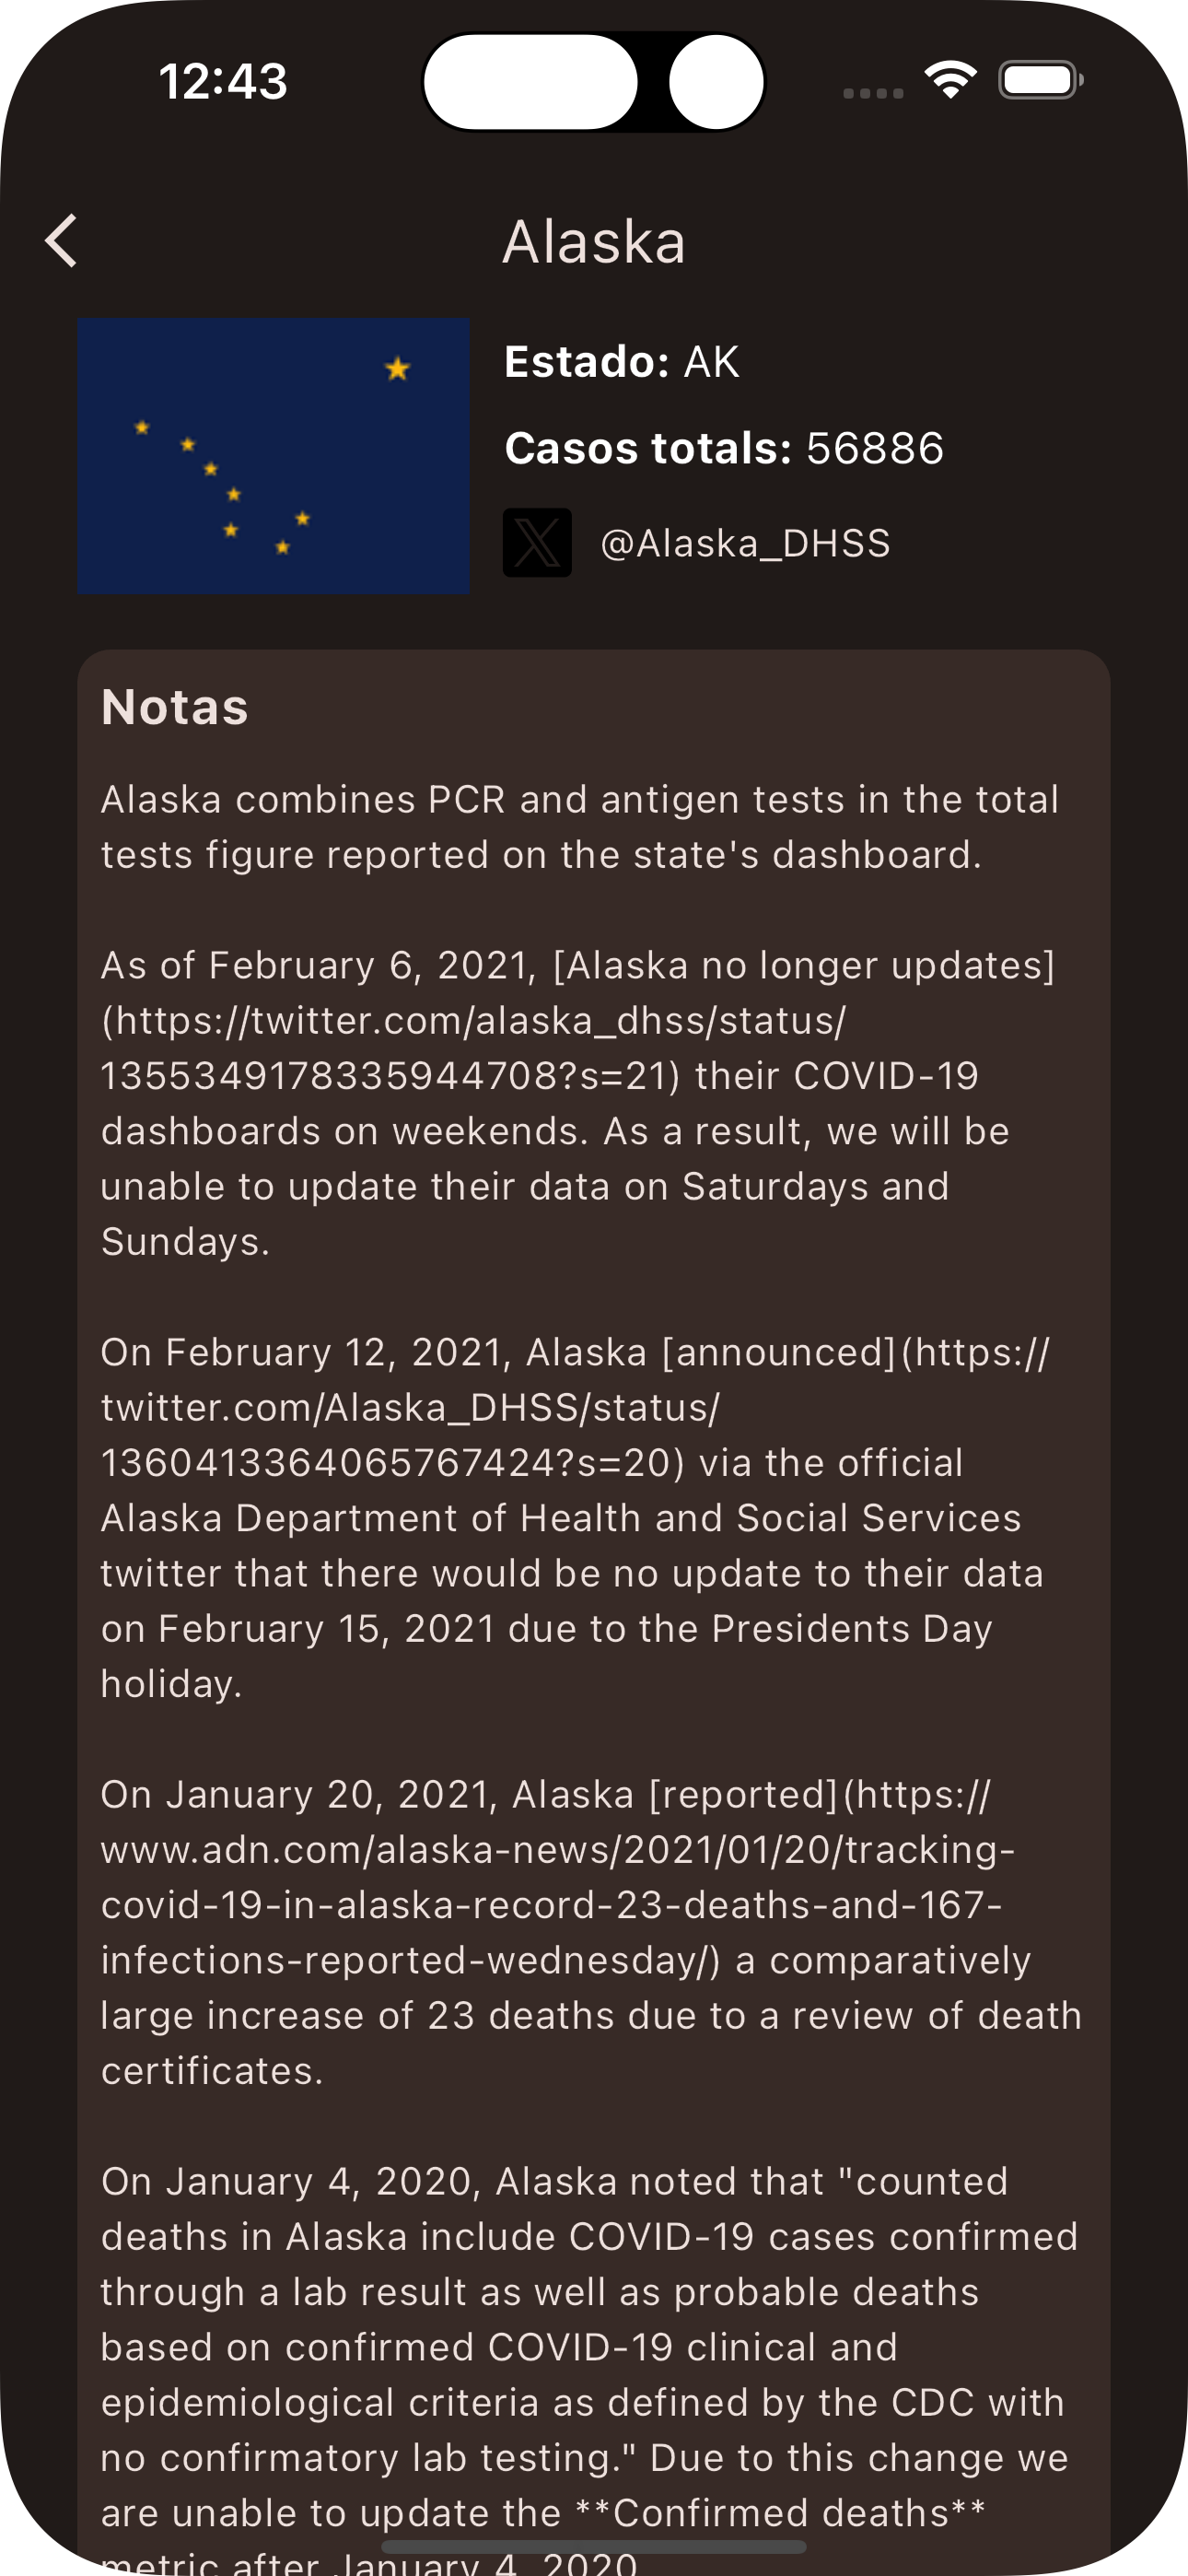 12:43
Alaska
Estado: AK
Casos totals: 56886
@Alaska_DHSS
Notas
Alaska combines PCR and antigen tests in the total
tests figure reported on the state's dashboard.
As of February 6, 2021, [Alaska no longer updates]
(https://twitter.com/alaska_dhss/status/
1355349178335944708?s=21) their COVID-19
dashboards on weekends. As a result, we will be
unable to update their data on Saturdays and
Sundays.
On February 12, 2021, Alaska [announced](https://
twitter.com/Alaska_DHSS/status/
1360413364065767424?s=20) via the official
Alaska Department of Health and Social Services
twitter that there would be no update to their data
on February 15, 2021 due to the Presidents Day
holiday.
On January 20, 2021, Alaska [reported](https://
www.adn.com/alaska-news/2021/01/20/tracking-
covid-19-in-alaska-record-23-deaths-and-167-
infections-reported-wednesday/) a comparatively
large increase of 23 deaths due to a review of death
certificates.
On January 4, 2020, Alaska noted that "counted
deaths in Alaska include COVID-19 cases confirmed
through a lab result as well as probable deaths
based on confirmed COVID-19 clinical and
epidemiological criteria as defined by the CDC with
no confirmatory lab testing." Due to this change we
are unable to update the **Confirmed deaths**
metric after January 4, 2020